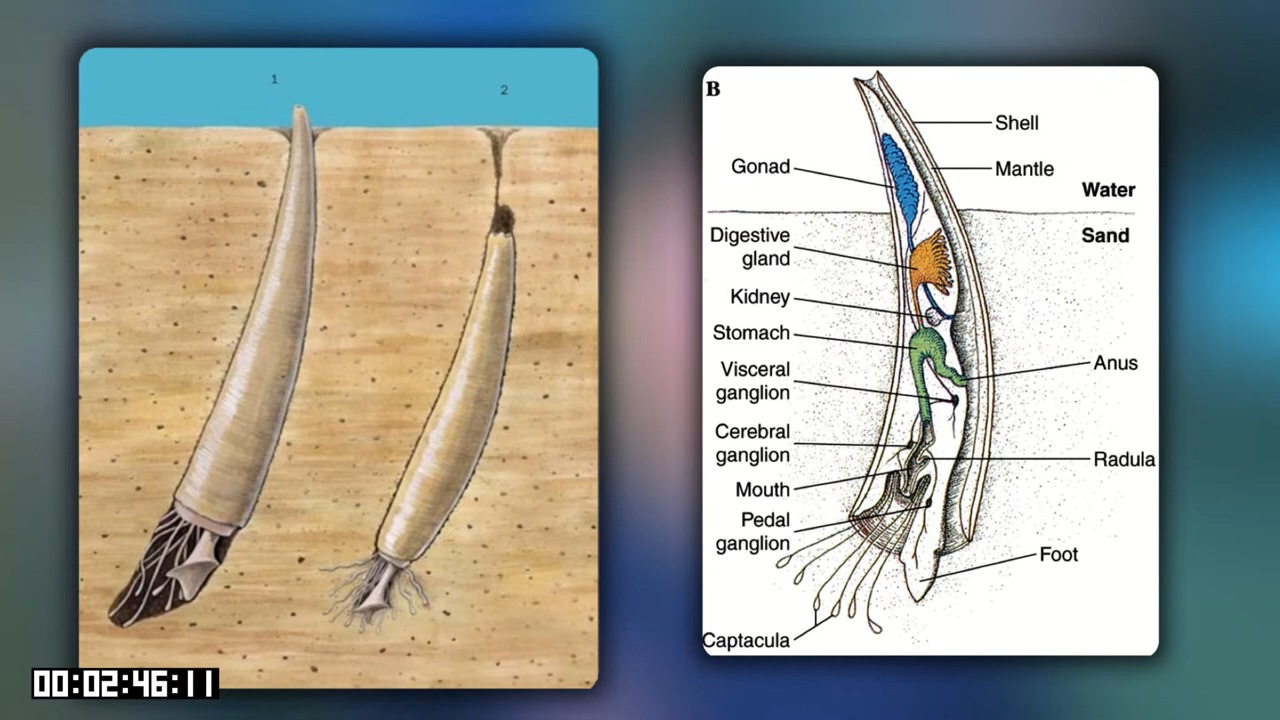 1
2
B
Shell
Gonad
Mantle
Water
Digestive
gland
Sand
Kidney
Stomach
Visceral
ganglion
Anus
Cerebral
ganglion
Radula
Mouth
Pedal
ganglion
Foot
Captacula
00:02:46:11